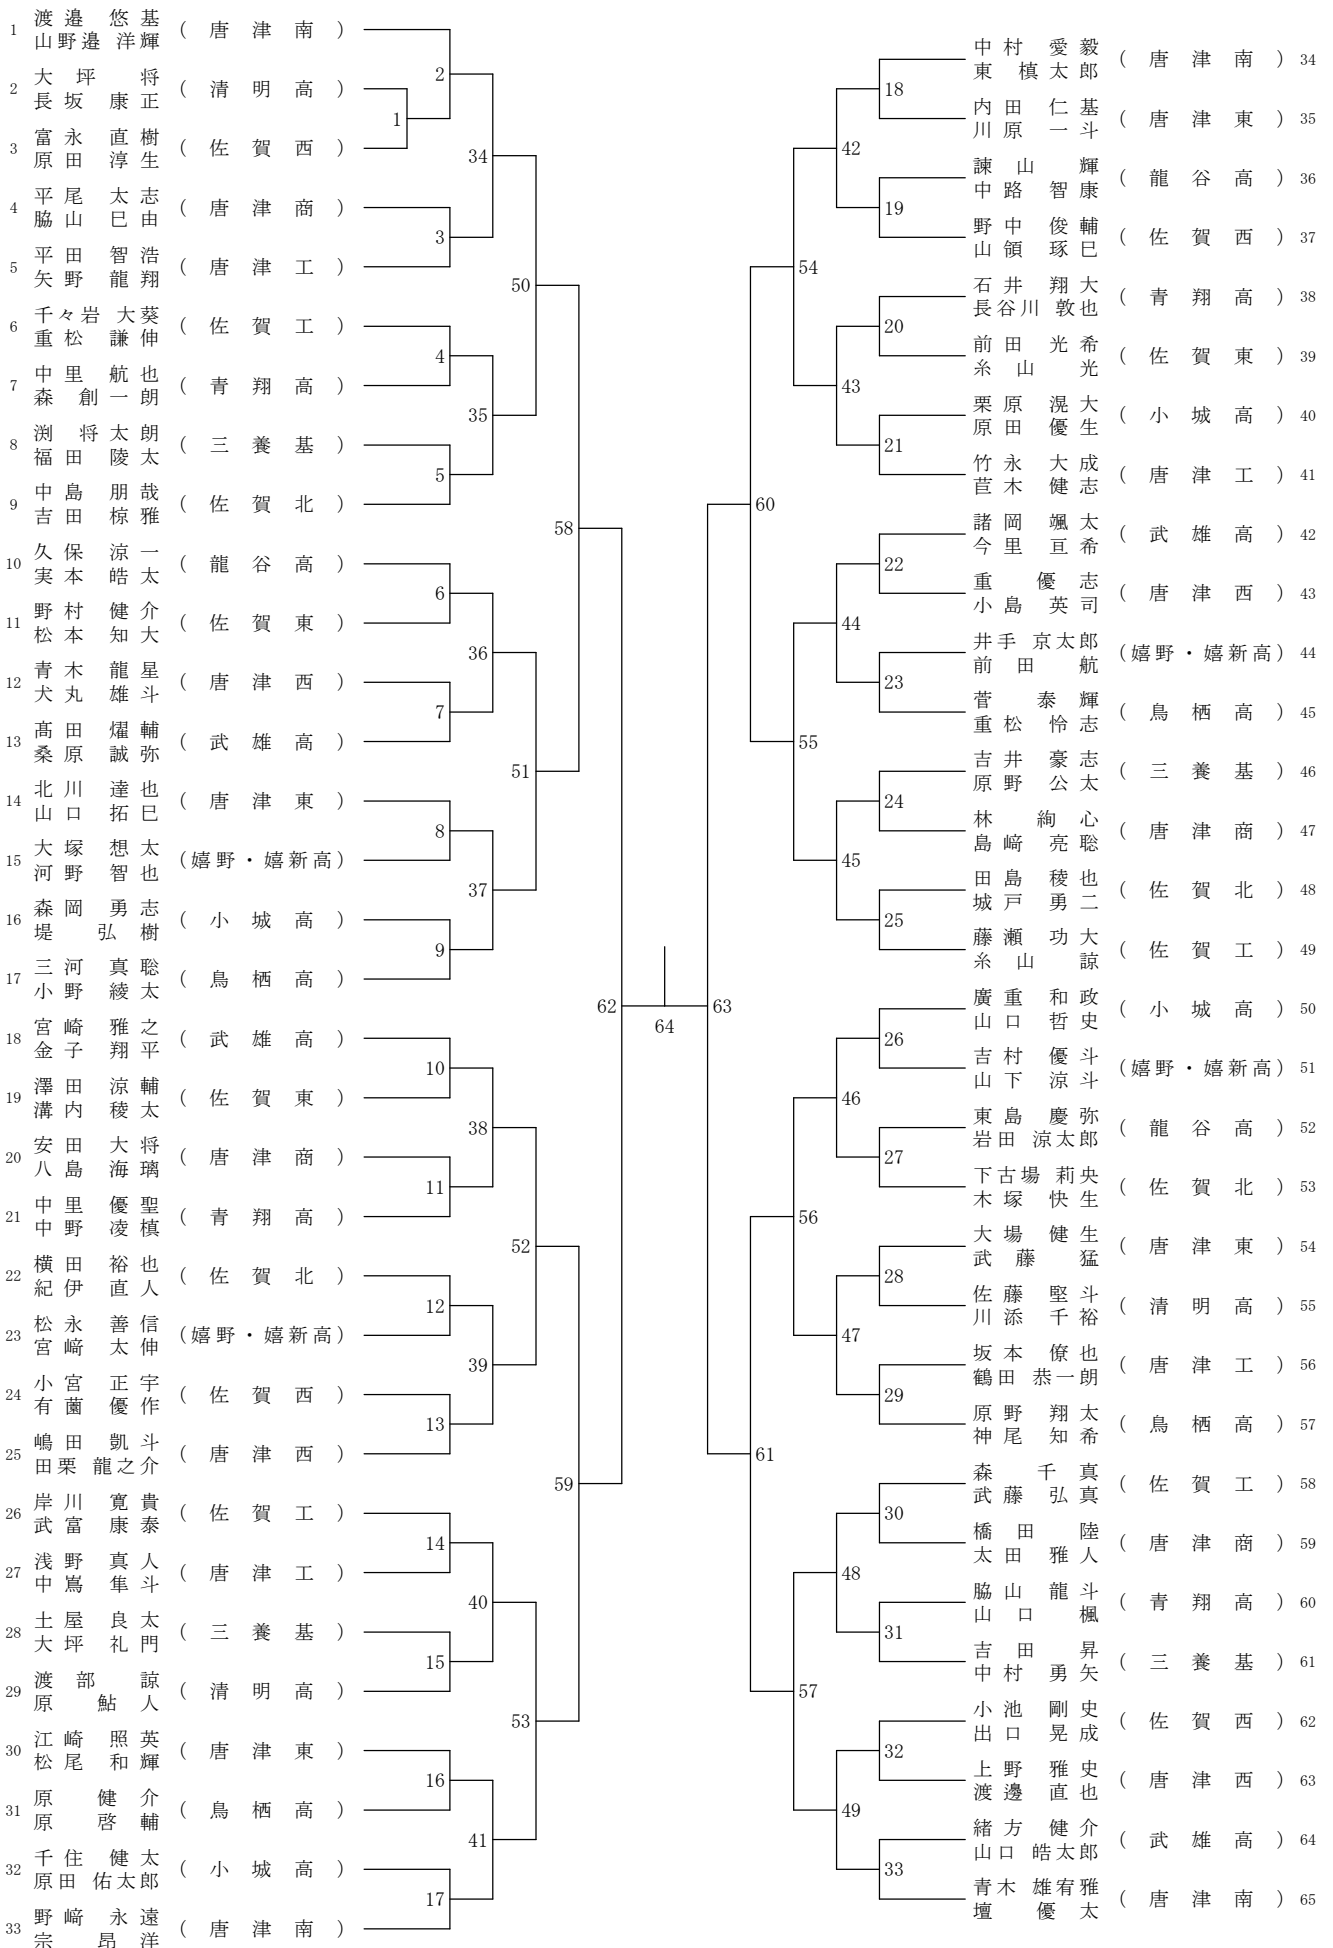 1 渡邉 悠基 (唐津南)
山野邉 洋輝
2 大坪 将 (清明高)
長坂 康正
3 富永 直樹 (佐賀西)
原田 淳生
4 平尾 太志 (唐津商)
脇山 巳由
5 平田 智浩 (唐津工)
矢野 龍翔
6 千々岩 大葵 (佐賀工)
重松 謙伸
7 中里 航也 (青翔高)
森 創一朗
8 渕 将太朗 (三養基)
福田 陵太
9 中島 朋哉 (佐賀北)
吉田 椋雅
10 久保 涼一 (龍谷高)
実本 皓太
11 野村 健介 (佐賀東)
松本 知大
12 青木 龍星 (唐津西)
犬丸 雄斗
13 髙田 燿輔 (武雄高)
桑原 誠弥
14 北川 達也 (唐津東)
山口 拓巳
15 大塚 想太 (嬉野・嬉新高)
河野 智也
16 森岡 勇志 (小城高)
堤 弘樹
17 三河 真聡 (鳥栖高)
小野 綾太
18 宮崎 雅之 (武雄高)
金子 翔平
19 澤田 涼輔 (佐賀東)
溝内 稜太
20 安田 大将 (唐津商)
八島 海璃
21 中里 優聖 (青翔高)
中野 凌槙
22 横田 裕也 (佐賀北)
紀伊 直人
23 松永 善信 (嬉野・嬉新高)
宮﨑 太伸
24 小宮 正宇 (佐賀西)
有薗 優作
25 嶋田 凱斗 (唐津西)
田栗 龍之介
26 岸川 寛貴 (佐賀工)
武富 康泰
27 浅野 真人 (唐津工)
中嶌 隼斗
28 土屋 良太 (三養基)
大坪 礼門
29 渡部 諒 (清明高)
原 鮎人
30 江崎 照英 (唐津東)
松尾 和輝
31 原 健介 (鳥栖高)
原 啓輔
32 千住 健太 (小城高)
原田 佑太郎
33 野﨑 永遠 (唐津南)
宗 昂洋
1
2
3
4
5
6
7
8
9
10
11
12
13
14
15
16
17
34
35
36
37
38
39
40
41
50
51
52
53
58
59
62
64
63
60
61
54
55
56
57
42
43
44
45
46
47
48
49
18
19
20
21
22
23
24
25
26
27
28
29
30
31
32
33
中村 愛毅 (唐津南) 34
東 槙太郎
内田 仁基 (唐津東) 35
川原 一斗
諫山 輝 (龍谷高) 36
中路 智康
野中 俊輔 (佐賀西) 37
山領 琢巳
石井 翔大 (青翔高) 38
長谷川 敦也
前田 光希 (佐賀東) 39
糸山 光
栗原 滉大 (小城高) 40
原田 優生
竹永 大成 (唐津工) 41
苣木 健志
諸岡 颯太 (武雄高) 42
今里 亘希
重 優志 (唐津西) 43
小島 英司
井手 京太郎 (嬉野・嬉新高) 44
前田 航
菅 泰輝 (鳥栖高) 45
重松 怜志
吉井 豪志 (三養基) 46
原野 公太
林 絢心 (唐津商) 47
島﨑 亮聡
田島 稜也 (佐賀北) 48
城戸 勇二
藤瀬 功大 (佐賀工) 49
糸山 諒
廣重 和政 (小城高) 50
山口 哲史
吉村 優斗 (嬉野・嬉新高) 51
山下 涼斗
東島 慶弥 (龍谷高) 52
岩田 涼太郎
下古場 莉央 (佐賀北) 53
木塚 快生
大場 健生 (唐津東) 54
武藤 猛
佐藤 堅斗 (清明高) 55
川添 千裕
坂本 僚也 (唐津工) 56
鶴田 恭一朗
原野 翔太 (鳥栖高) 57
神尾 知希
森 千真 (佐賀工) 58
武藤 弘真
橋田 陸 (唐津商) 59
太田 雅人
脇山 龍斗 (青翔高) 60
山口 楓
吉田 昇 (三養基) 61
中村 勇矢
小池 剛史 (佐賀西) 62
出口 晃成
上野 雅史 (唐津西) 63
渡邊 直也
緒方 健介 (武雄高) 64
山口 皓太郎
青木 雄宥雅 (唐津南) 65
壇 優太